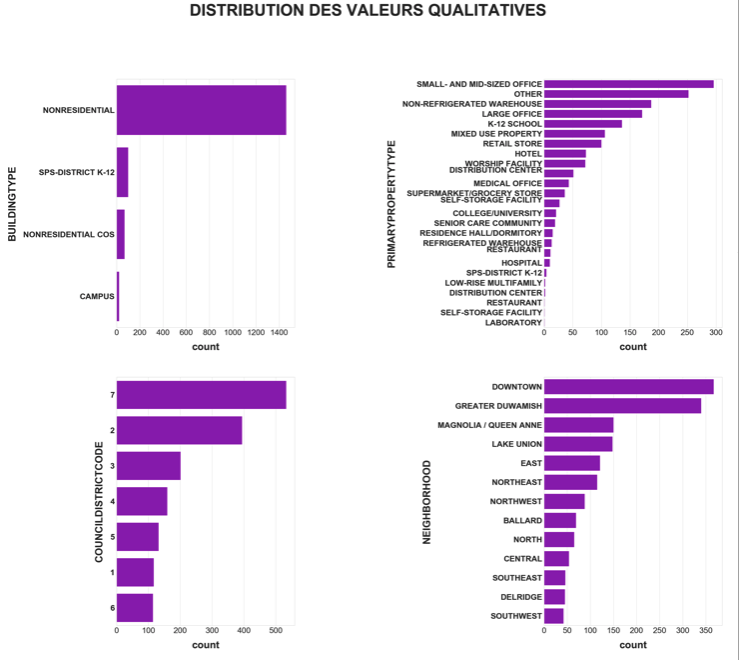 DISTRIBUTION DES VALEURS QUALITATIVES
BUILDINGTYPE
NONRESIDENTIAL
SPS-DISTRICT K-12
NONRESIDENTIAL COS
CAMPUS
0 200 400 600 800 1000 1200 1400
count
PRIMARYPROPERTYTYPE
SMALL- AND MID-SIZED OFFICE
OTHER
NON-REFRIGERATED WAREHOUSE
LARGE OFFICE
K-12 SCHOOL
MIXED USE PROPERTY
RETAIL STORE
HOTEL
WORSHIP FACILITY
DISTRIBUTION CENTER
MEDICAL OFFICE
SUPERMARKET/GROCERY STORE
SELF-STORAGE FACILITY
COLLEGE/UNIVERSITY
SENIOR CARE COMMUNITY
RESIDENCE HALL/DORMITORY
REFRIGERATED WAREHOUSE
RESTAURANT
HOSPITAL
SPS-DISTRICT K-12
LOW-RISE MULTIFAMILY
DISTRIBUTION CENTER
RESTAURANT
SELF-STORAGE FACILITY
LABORATORY
0 50 100 150 200 250 300
count
COUNCILDISTRICTCODE
7
2
3
4
5
1
6
0 100 200 300 400 500
count
NEIGHBORHOOD
DOWNTOWN
GREATER DUWAMISH
MAGNOLIA / QUEEN ANNE
LAKE UNION
EAST
NORTHEAST
NORTHWEST
BALLARD
NORTH
CENTRAL
SOUTHEAST
DELRIDGE
SOUTHWEST
0 50 100 150 200 250 300 350
count